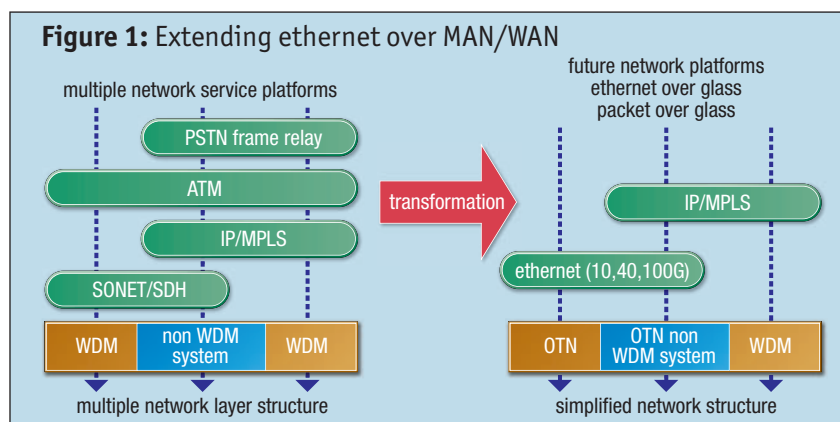 Figure 1: Extending ethernet over MAN/WAN
multiple network service platforms
PSTN frame relay
ATM
IP/MPLS
SONET/SDH
WDM
non WDM
system
WDM
multiple network layer structure
transformation
future network platforms
ethernet over glass
packet over glass
IP/MPLS
ethernet (10,40,100G)
OTN
OTN non
WDM system
WDM
simplified network structure